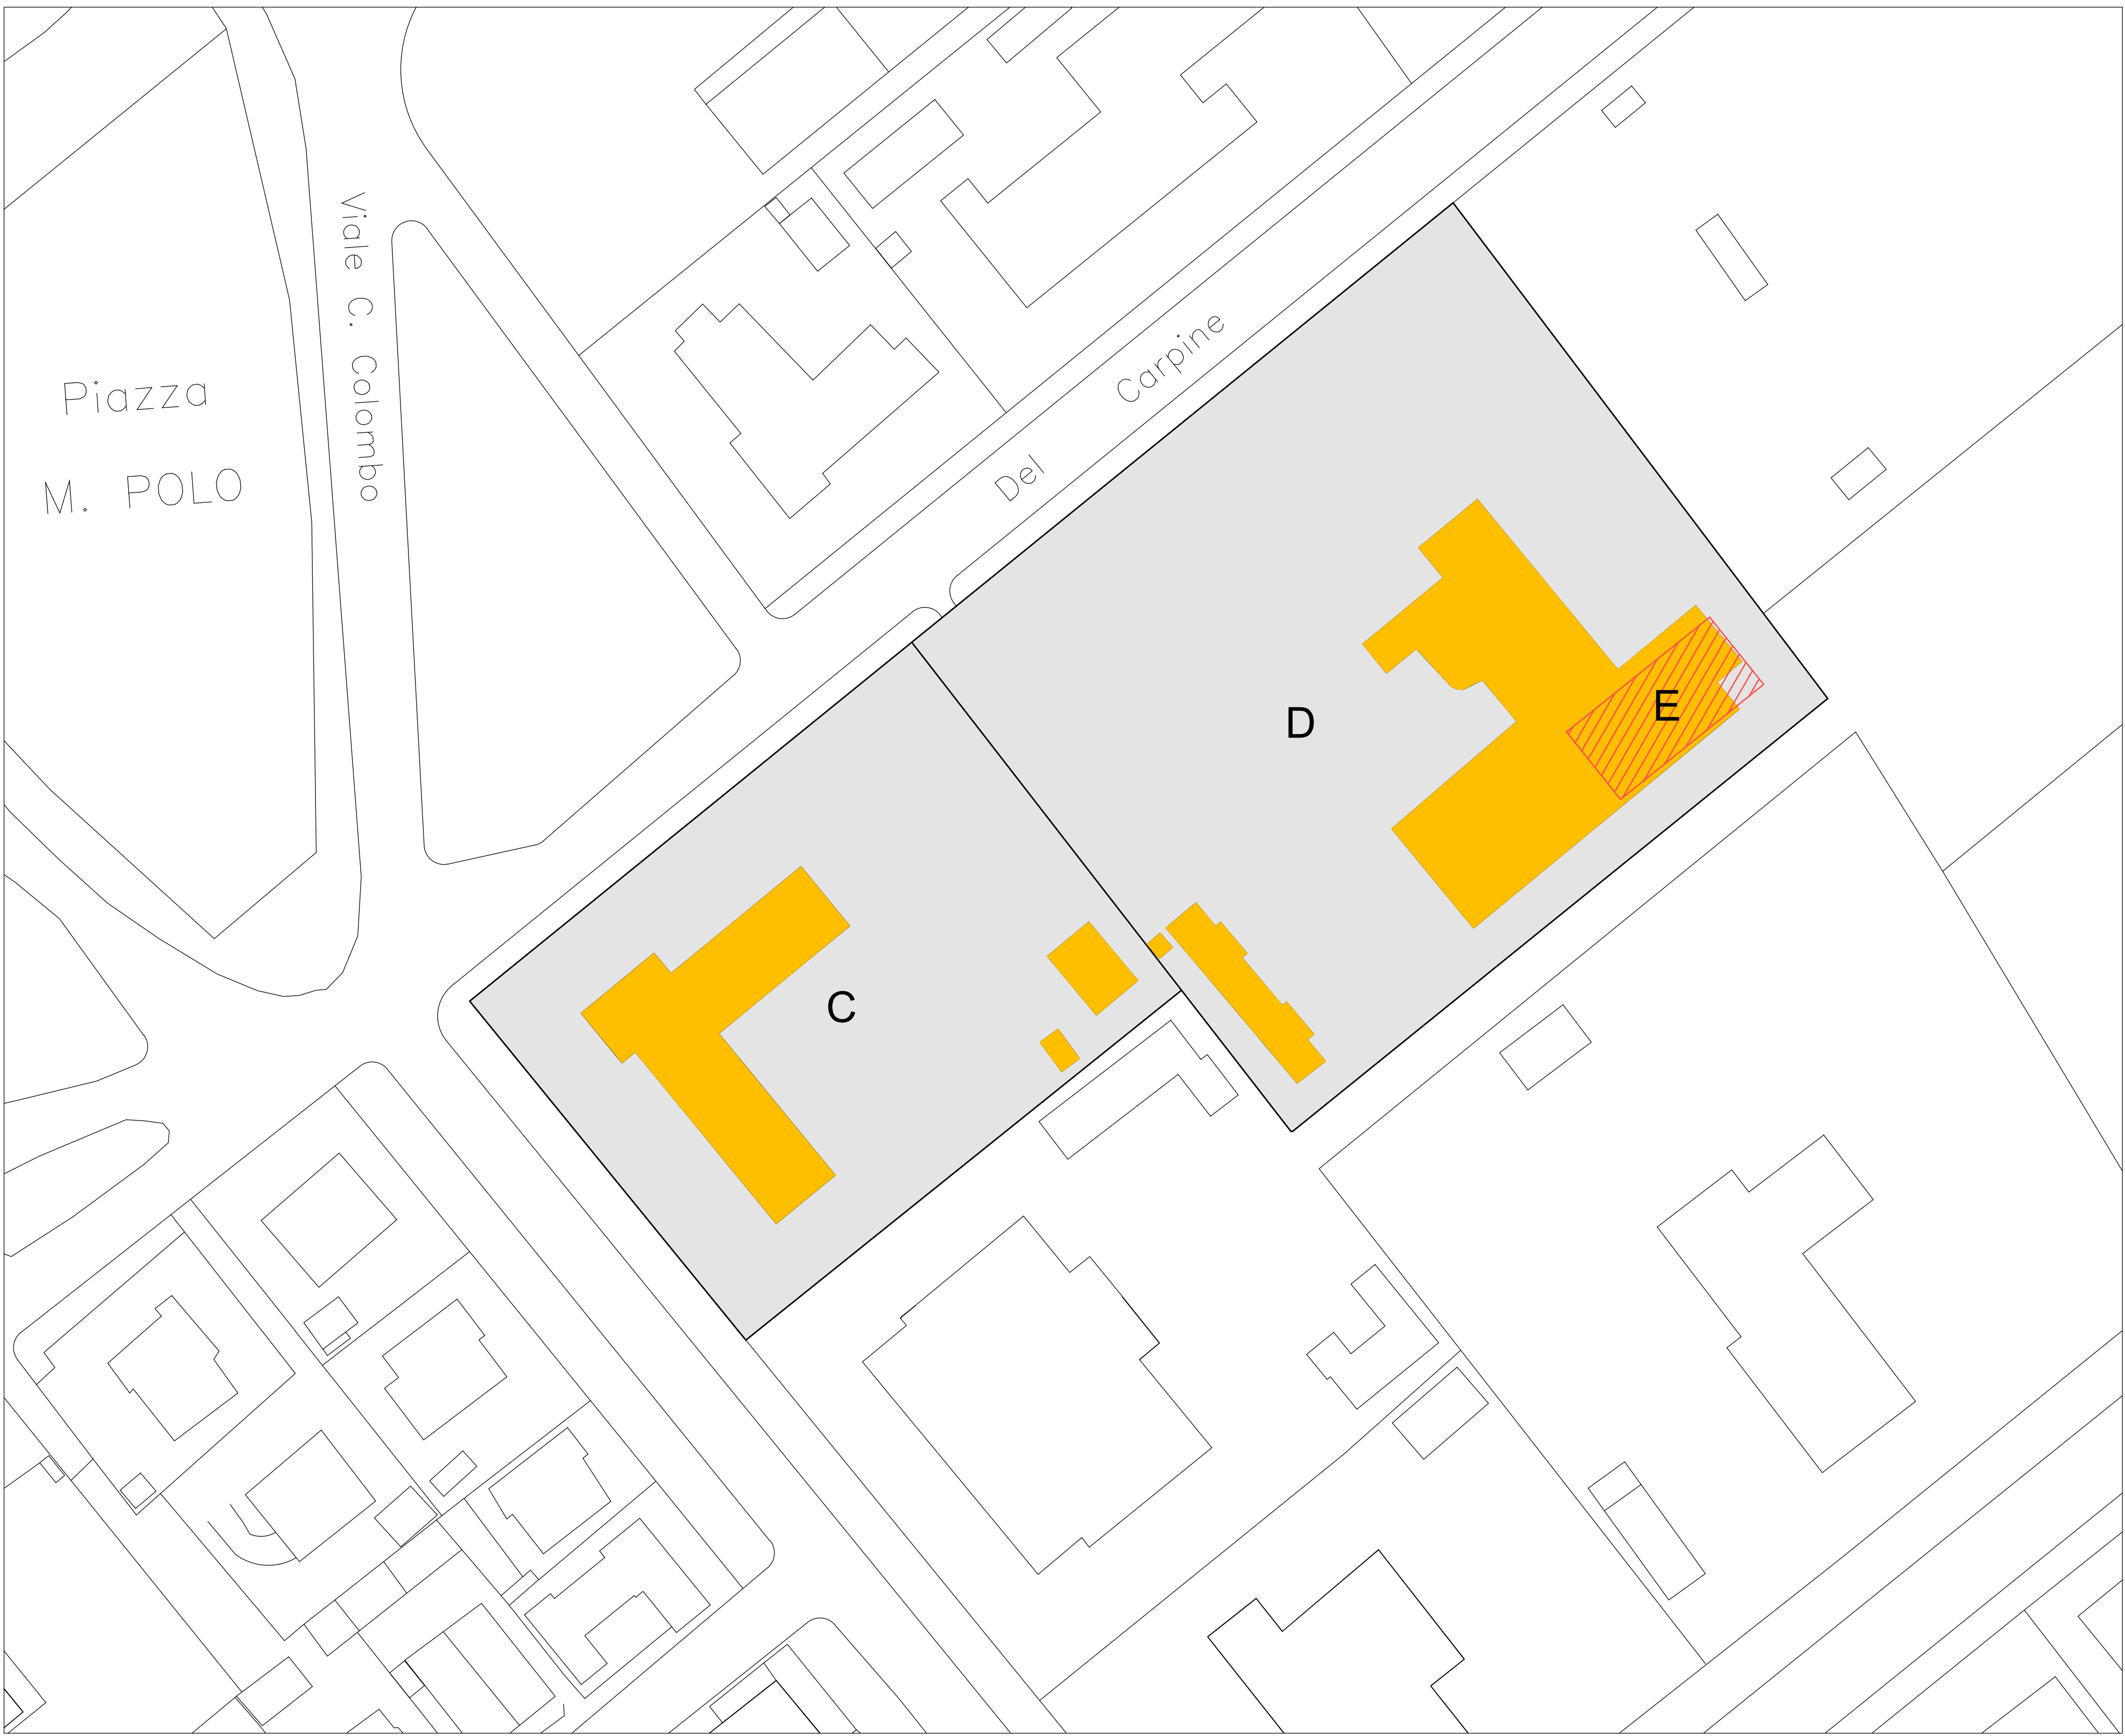 Viale C. Colombo
Piazza
M. POLO
Del Carpine
D
E
C